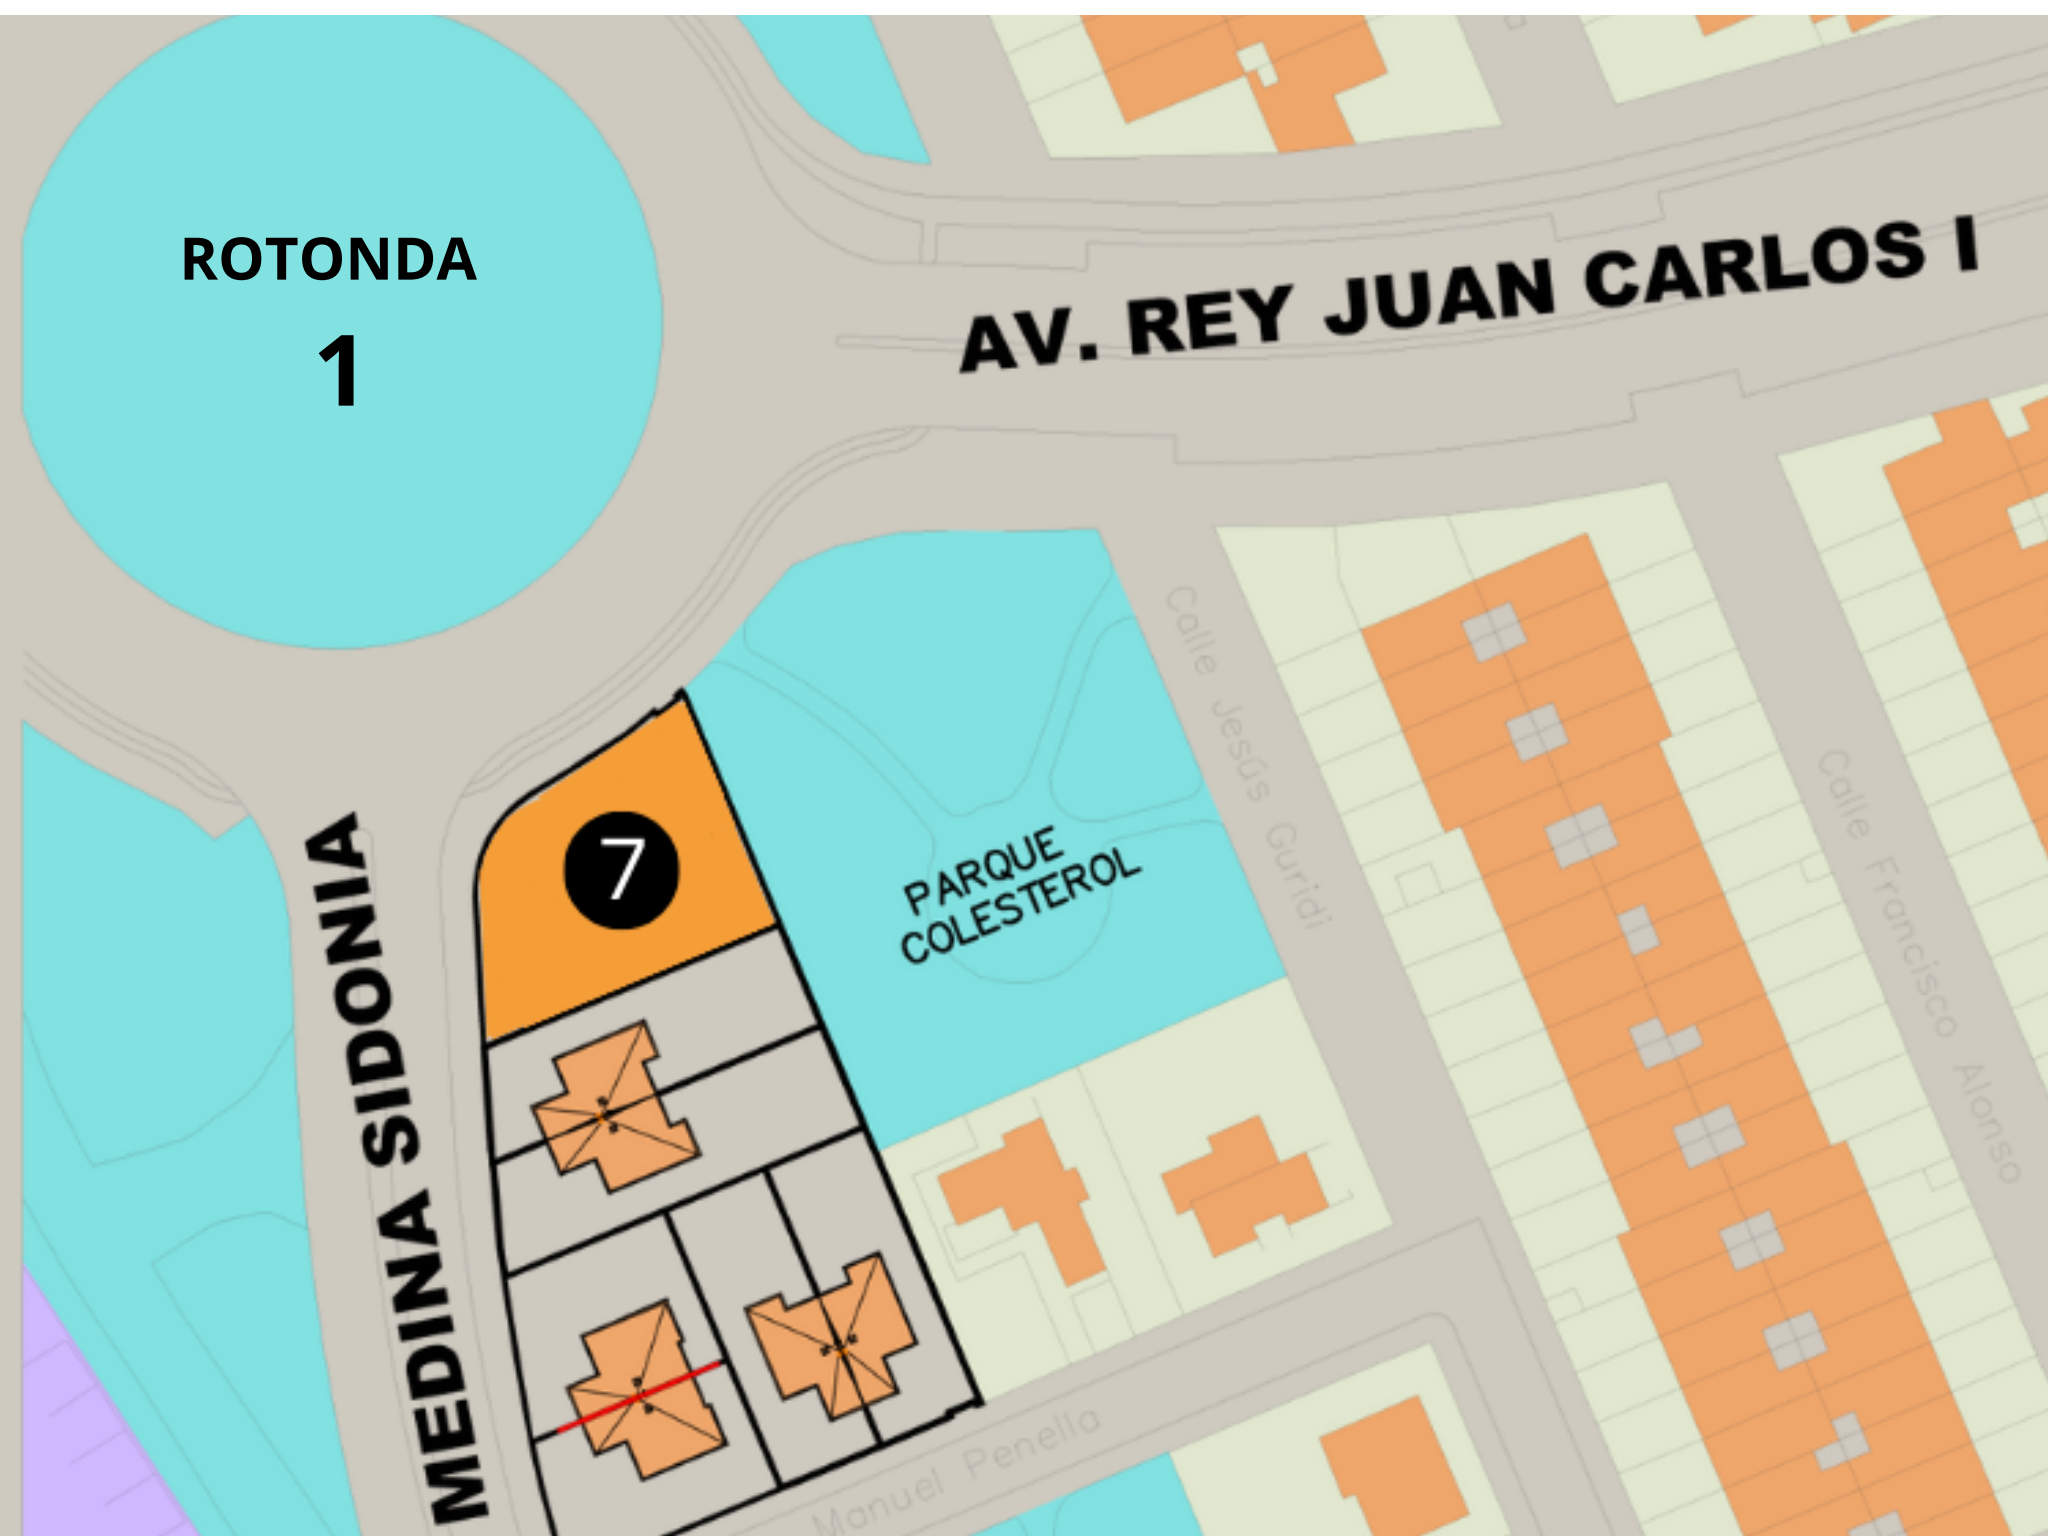 ROTONDA
1
AV. REY JUAN CARLOS I
Calle Jesús Guridi
Calle Francisco Alonso
MEDINA SIDONIA
7
PARQUE
COLESTEROL
Manuel Penella